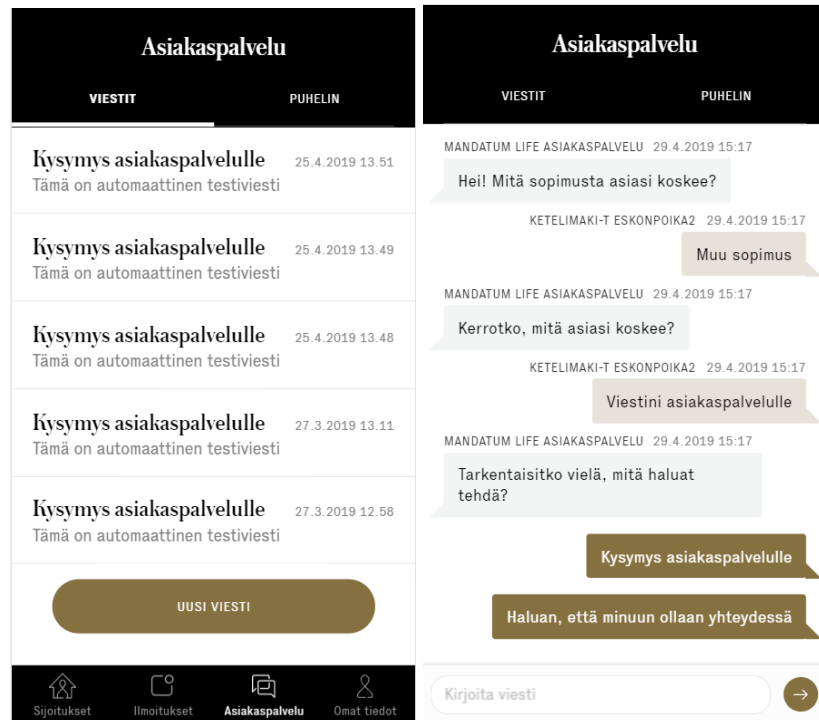 Asiakaspalvelu
VIESTIT PUHELIN
Kysymys asiakaspalvelulle 25.4.2019 13.51
Tämä on automaattinen testiviesti
Kysymys asiakaspalvelulle 25.4.2019 13.49
Tämä on automaattinen testiviesti
Kysymys asiakaspalvelulle 25.4.2019 13.48
Tämä on automaattinen testiviesti
Kysymys asiakaspalvelulle 27.3.2019 13.11
Tämä on automaattinen testiviesti
Kysymys asiakaspalvelulle 27.3.2019 12.58
Tämä on automaattinen testiviesti
UUSI VIESTI
Sijoitukset Ilmoitukset Asiakaspalvelu Omat tiedot
Asiakaspalvelu
VIESTIT PUHELIN
MANDATUM LIFE ASIAKASPALVELU 29.4.2019 15:17
Hei! Mitä sopimusta asiasi koskee?
KETELIMAKI-T ESKONPOIKA2 29.4.2019 15:17
Muu sopimus
MANDATUM LIFE ASIAKASPALVELU 29.4.2019 15:17
Kerrotko, mitä asiasi koskee?
KETELIMAKI-T ESKONPOIKA2 29.4.2019 15:17
Viestini asiakaspalvelulle
MANDATUM LIFE ASIAKASPALVELU 29.4.2019 15:17
Tarkentaisitko vielä, mitä haluat
tehdä?
Kysymys asiakaspalvelulle
Haluan, että minuun ollaan yhteydessä
Kirjoita viesti